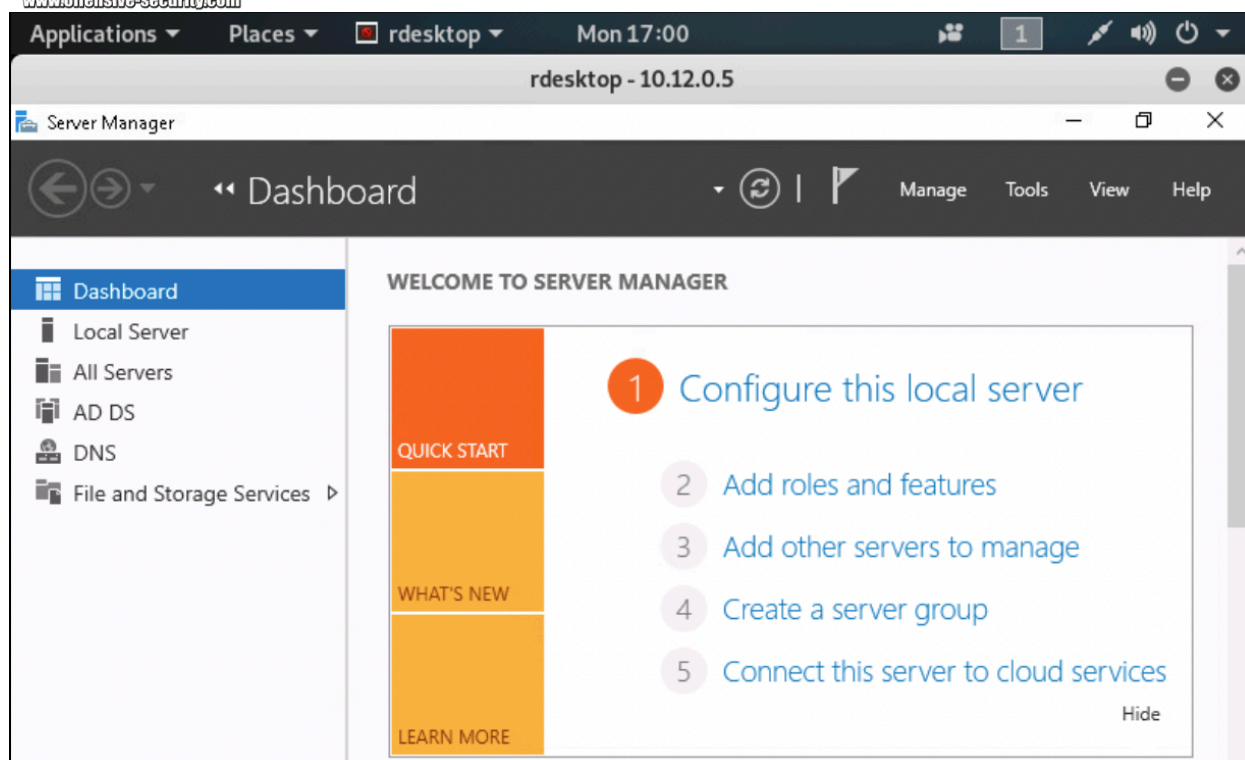 www.offensive-security.com
Applications Places rdesktop Mon 17:00 1
rdesktop - 10.12.0.5
Server Manager
Dashboard Manage Tools View Help
Dashboard
Local Server
All Servers
AD DS
DNS
File and Storage Services
WELCOME TO SERVER MANAGER
QUICK START
WHAT'S NEW
LEARN MORE
1 Configure this local server
2 Add roles and features
3 Add other servers to manage
4 Create a server group
5 Connect this server to cloud services
Hide